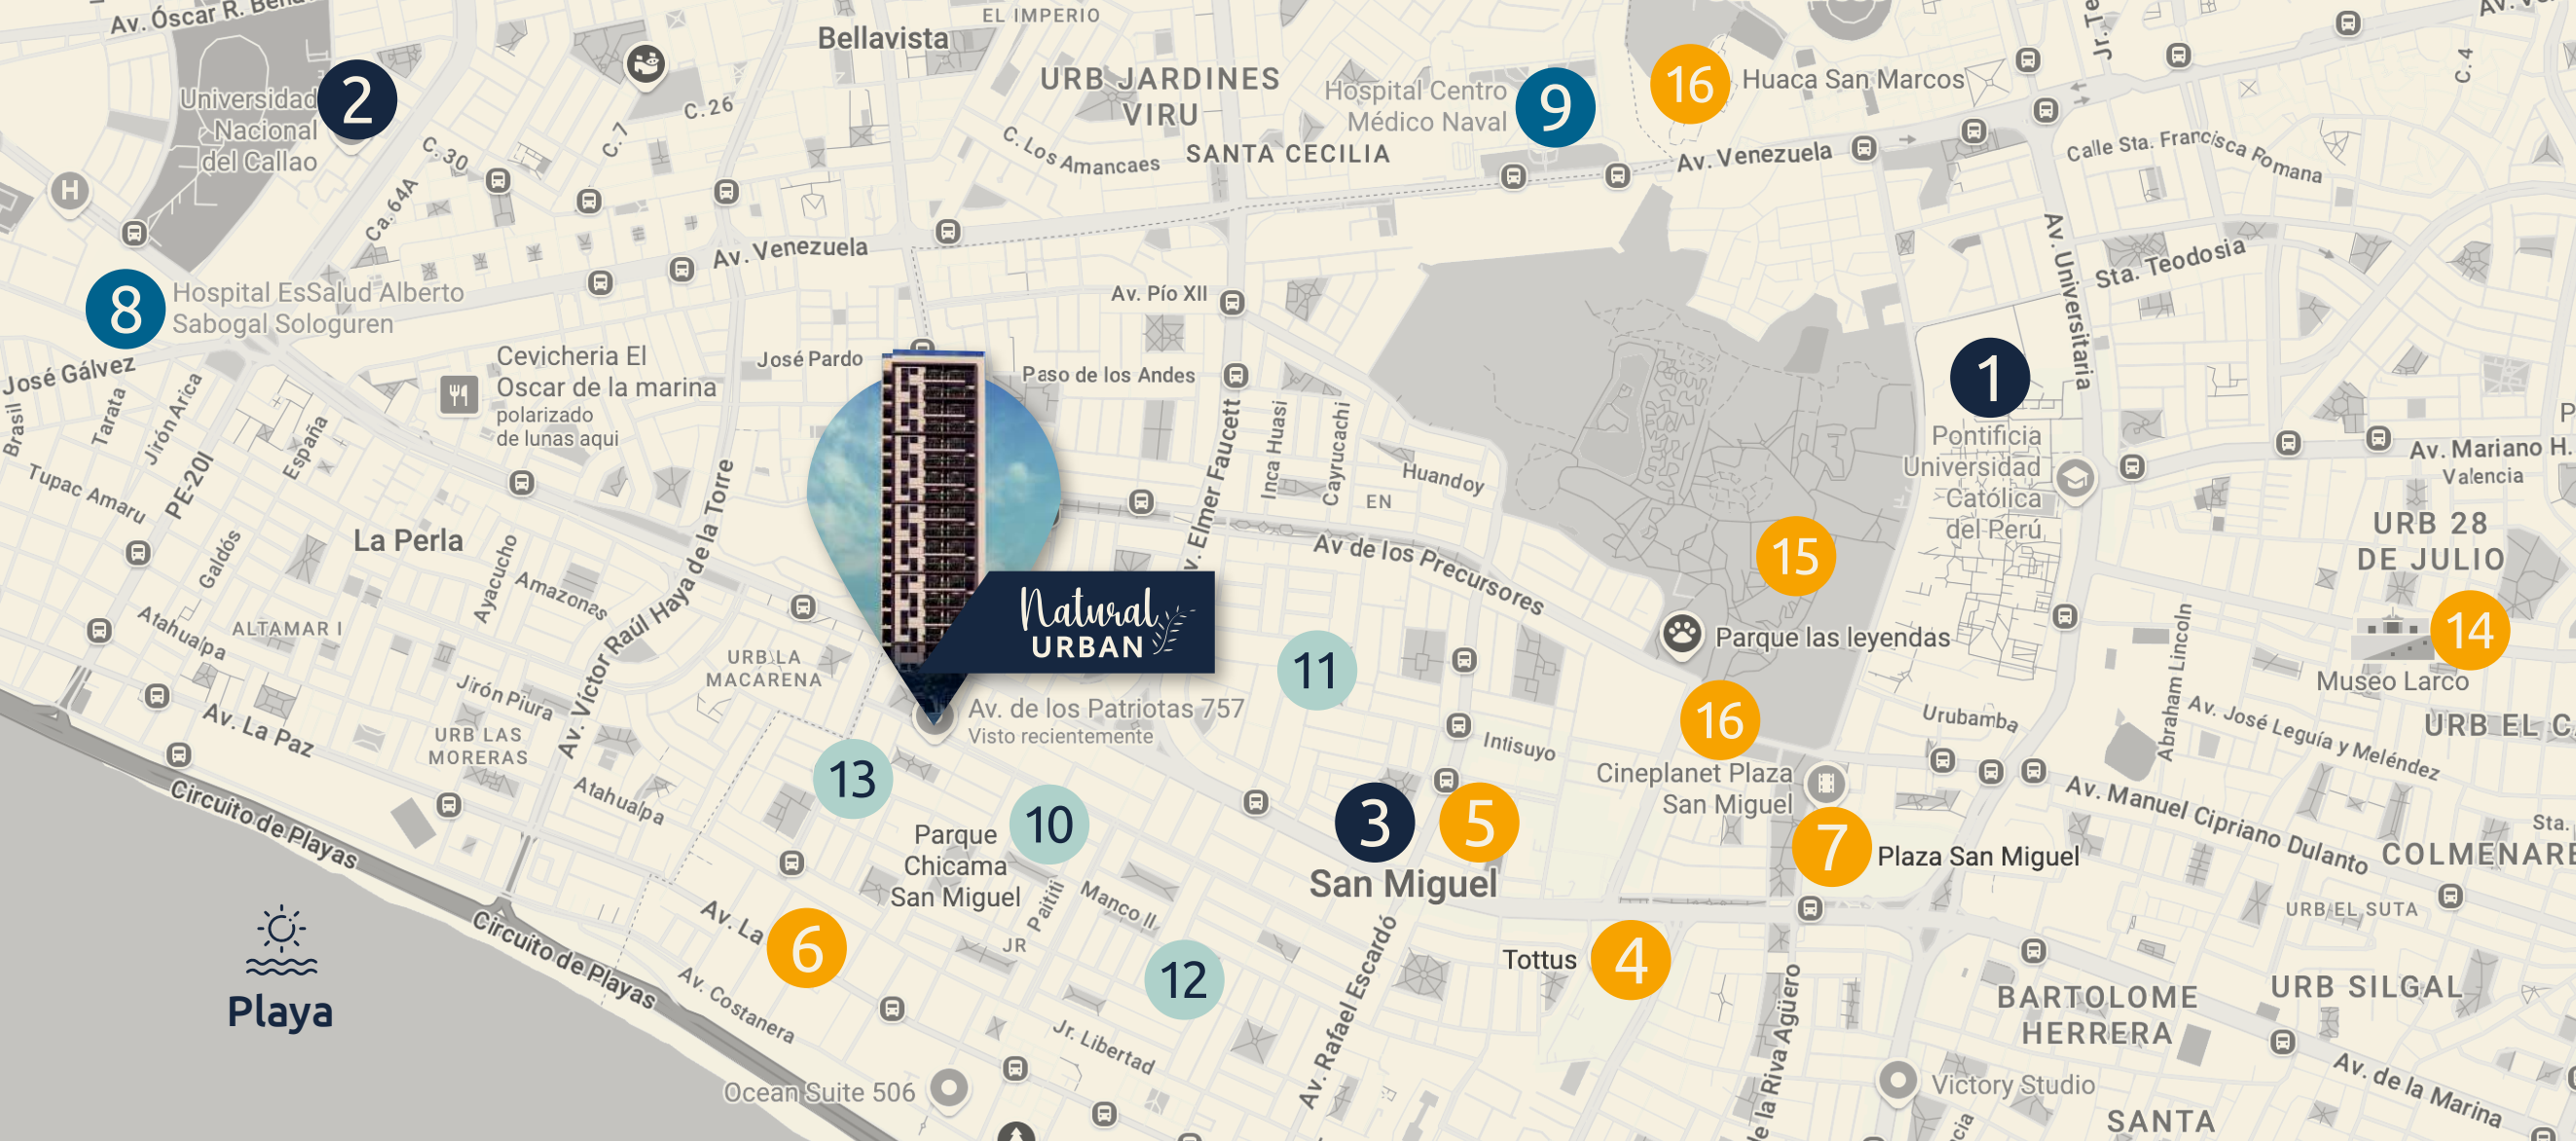 Av. Óscar R. Bena
Bellavista
EL IMPERIO
URB JARDINES
VIRU
Hospital Centro
Médico Naval
9
16
Huaca San Marcos
Jr. Te
C. 4
Universidad
Nacional
del Callao
2
C. 26
C. 7
C. 30
Ca. 64A
C. Los Amancaes
SANTA CECILIA
Av. Venezuela
Calle Sta. Francisca Romana
H
Av. Venezuela
Av. Universitaria
Sta. Teodosia
8
Hospital EsSalud Alberto
Sabogal Sologuren
Av. Pío XII
José Gálvez
Cevicheria El
Oscar de la marina
polarizado
de lunas aqui
José Pardo
Paso de los Andes
1
Pontificia
Universidad
Católica
del Perú
Brasil
Tarata
Jirón Arica
España
PE-20I
Tupac Amaru
v. Elmer Faucett
Inca Huasi
Cayrucachi
Huandoy
EN
Av. Mariano H.
Valencia
P
URB 28
DE JULIO
La Perla
Galdós
Ayacucho
Amazonas
Av. Víctor Raúl Haya de la Torre
Av de los Precursores
15
Natural
URBAN
Atahualpa
ALTAMAR I
URB LA
MACARENA
11
Parque las leyendas
Abraham Lincoln
14
Museo Larco
Jirón Piura
Av. La Paz
URB LAS
MORERAS
Av. de los Patriotas 757
Visto recientemente
16
Intisuyo
Urubamba
Av. José Leguía y Meléndez
URB EL C
Cineplanet Plaza
San Miguel
13
10
Parque
Chicama
San Miguel
Circuito de Playas
Atahualpa
3
5
San Miguel
7
Plaza San Miguel
Av. Manuel Cipriano Dulanto
Sta.
COLMENARE
Paititi
Manco II
JR
Av. La
6
12
Tottus
4
URB EL SUTA
Playa
Circuito de Playas
Av. Costanera
Jr. Libertad
Av. Rafael Escardó
e la Riva Agüero
BARTOLOME
HERRERA
URB SILGAL
Ocean Suite 506
Victory Studio
Av. de la Marina
SANTA
cia